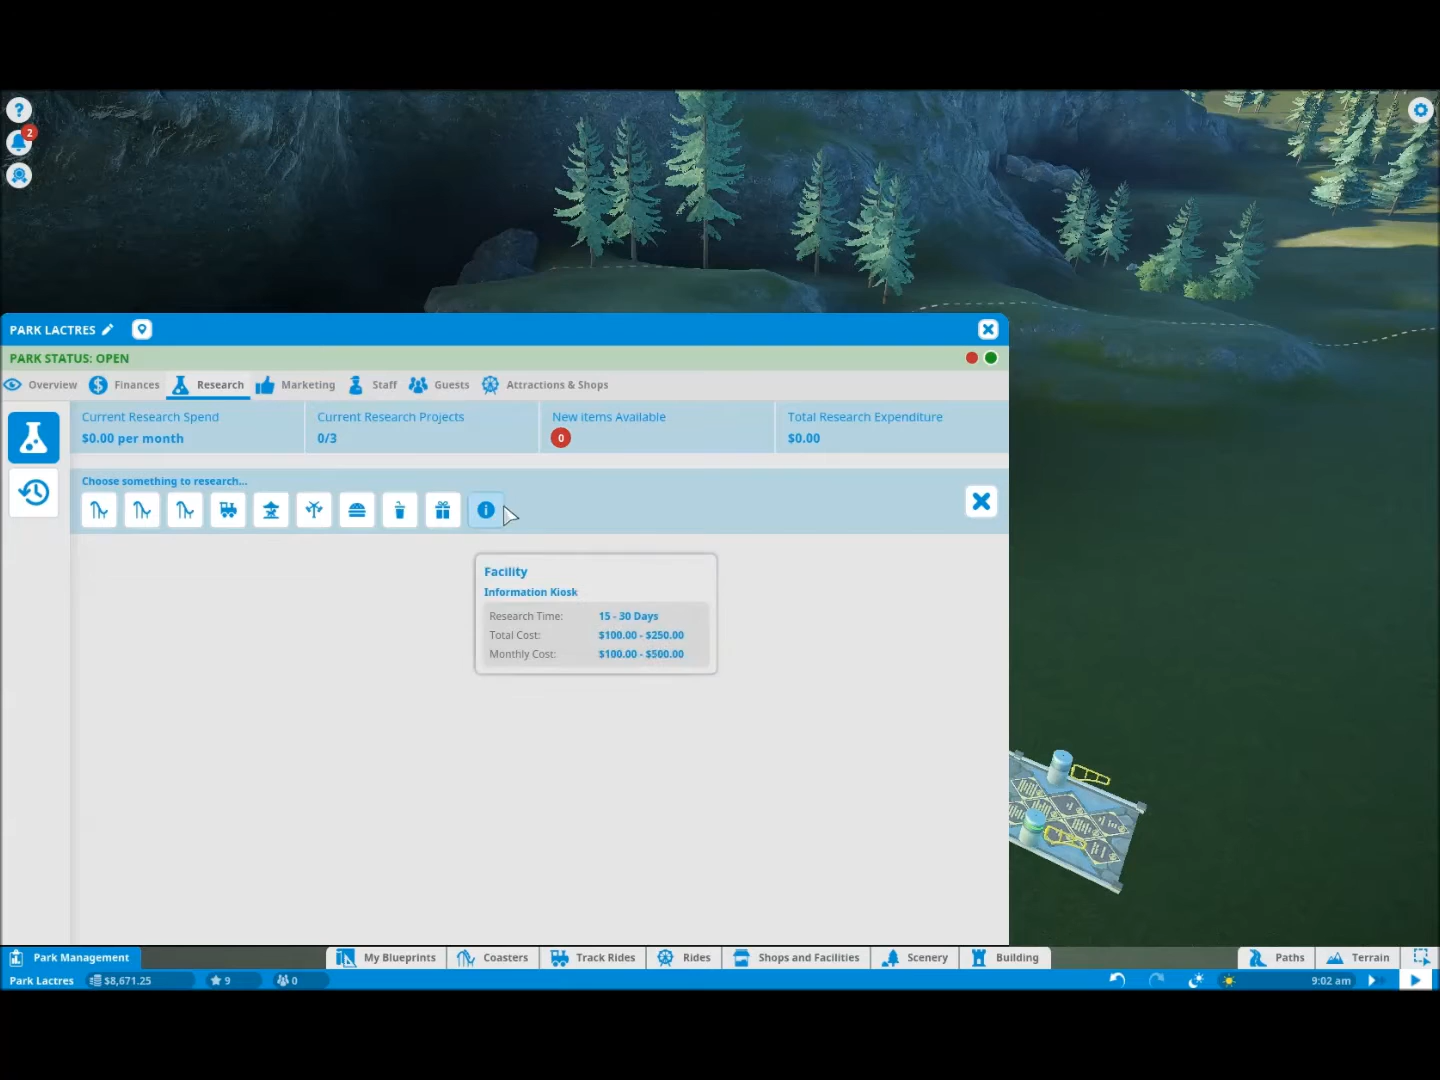 ?
2
PARK LACTRES
PARK STATUS: OPEN
Overview
Finances
Research
Marketing
Staff
Guests
Attractions & Shops
Current Research Spend
$0.00 per month
Current Research Projects
0/3
New items Available
0
Total Research Expenditure
$0.00
Choose something to research...
Facility
Information Kiosk
Research Time: 15 - 30 Days
Total Cost: $100.00 - $250.00
Monthly Cost: $100.00 - $500.00
Park Management
My Blueprints
Coasters
Track Rides
Rides
Shops and Facilities
Scenery
Building
Paths
Terrain
Park Lactres
$8,671.25
9
0
9:02 am